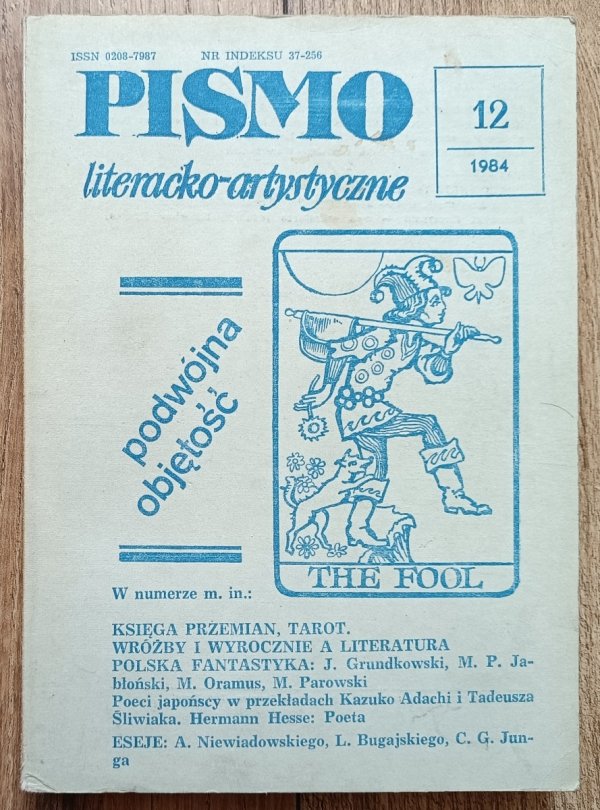 ISSN 0208-7987 NR INDEKSU 37-256
PISMO
literacko-artystyczne
12
1984
podwójna
objętość
THE FOOL
W numerze m. in.:
KSIĘGA PRZEMIAN, TAROT.
WRÓŻBY I WYROCZNIE A LITERATURA
POLSKA FANTASTYKA: J. Grundkowski, M. P. Ja-
błoński, M. Oramus, M. Parowski
Poeci japońscy w przekładach Kazuko Adachi i Tadeusza
Śliwiaka. Hermann Hesse: Poeta
ESEJE: A. Niewiadowskiego, L. Bugajskiego, C. G. Jun-
ga